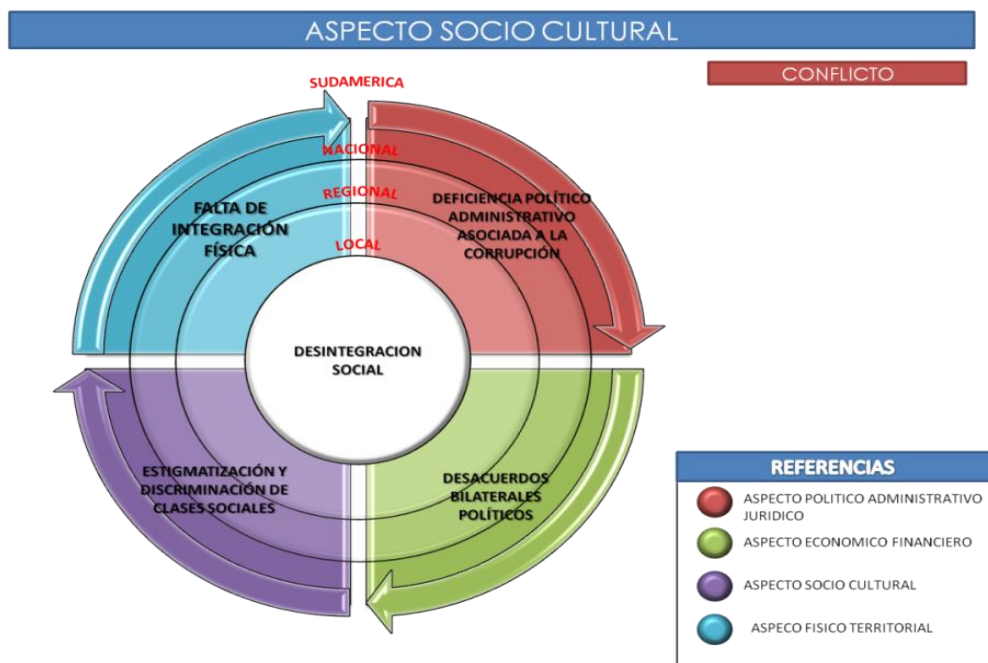 ASPECTO SOCIO CULTURAL
CONFLICTO
SUDAMERICA
NACIONAL
REGIONAL
LOCAL
FALTA DE
INTEGRACIÓN
FÍSICA
DEFICIENCIA POLÍTICO
ADMINISTRATIVO
ASOCIADA A LA
CORRUPCIÓN
DESINTEGRACION
SOCIAL
ESTIGMATIZACIÓN Y
DISCRIMINACIÓN DE
CLASES SOCIALES
DESACUERDOS
BILATERALES
POLÍTICOS
REFERENCIAS
ASPECTO POLITICO ADMINISTRATIVO
JURIDICO
ASPECTO ECONOMICO FINANCIERO
ASPECTO SOCIO CULTURAL
ASPECO FISICO TERRITORIAL